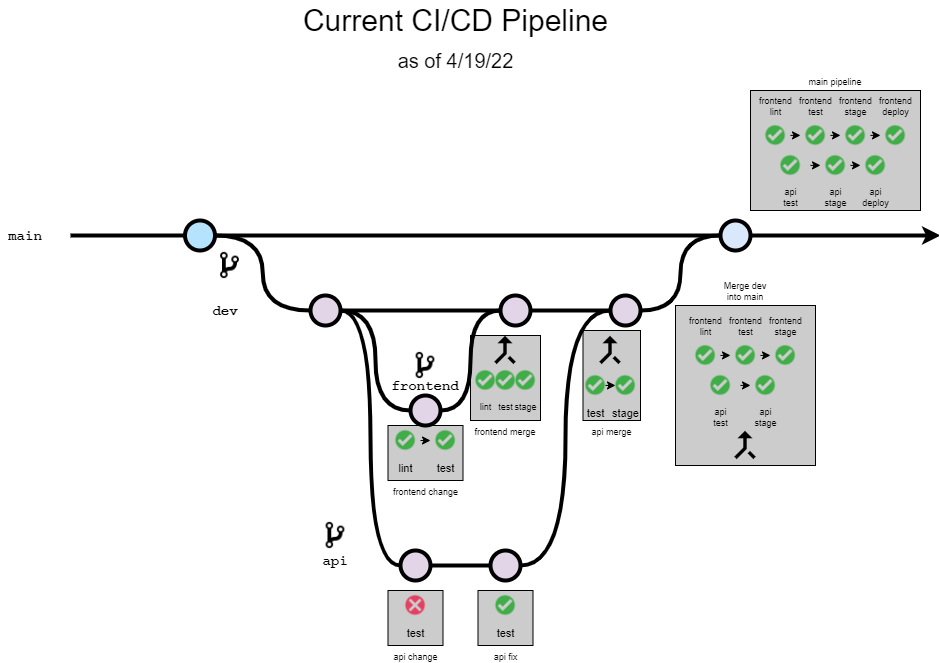 Current CI/CD Pipeline
as of 4/19/22
main pipeline
frontend frontend frontend frontend
lint test stage deploy
api api api
test stage deploy
main
Merge dev
into main
dev
frontend frontend frontend
lint test stage
api api
test stage
frontend
lint test stage
frontend merge
test stage
api merge
lint test
frontend change
api
test
api change
test
api fix